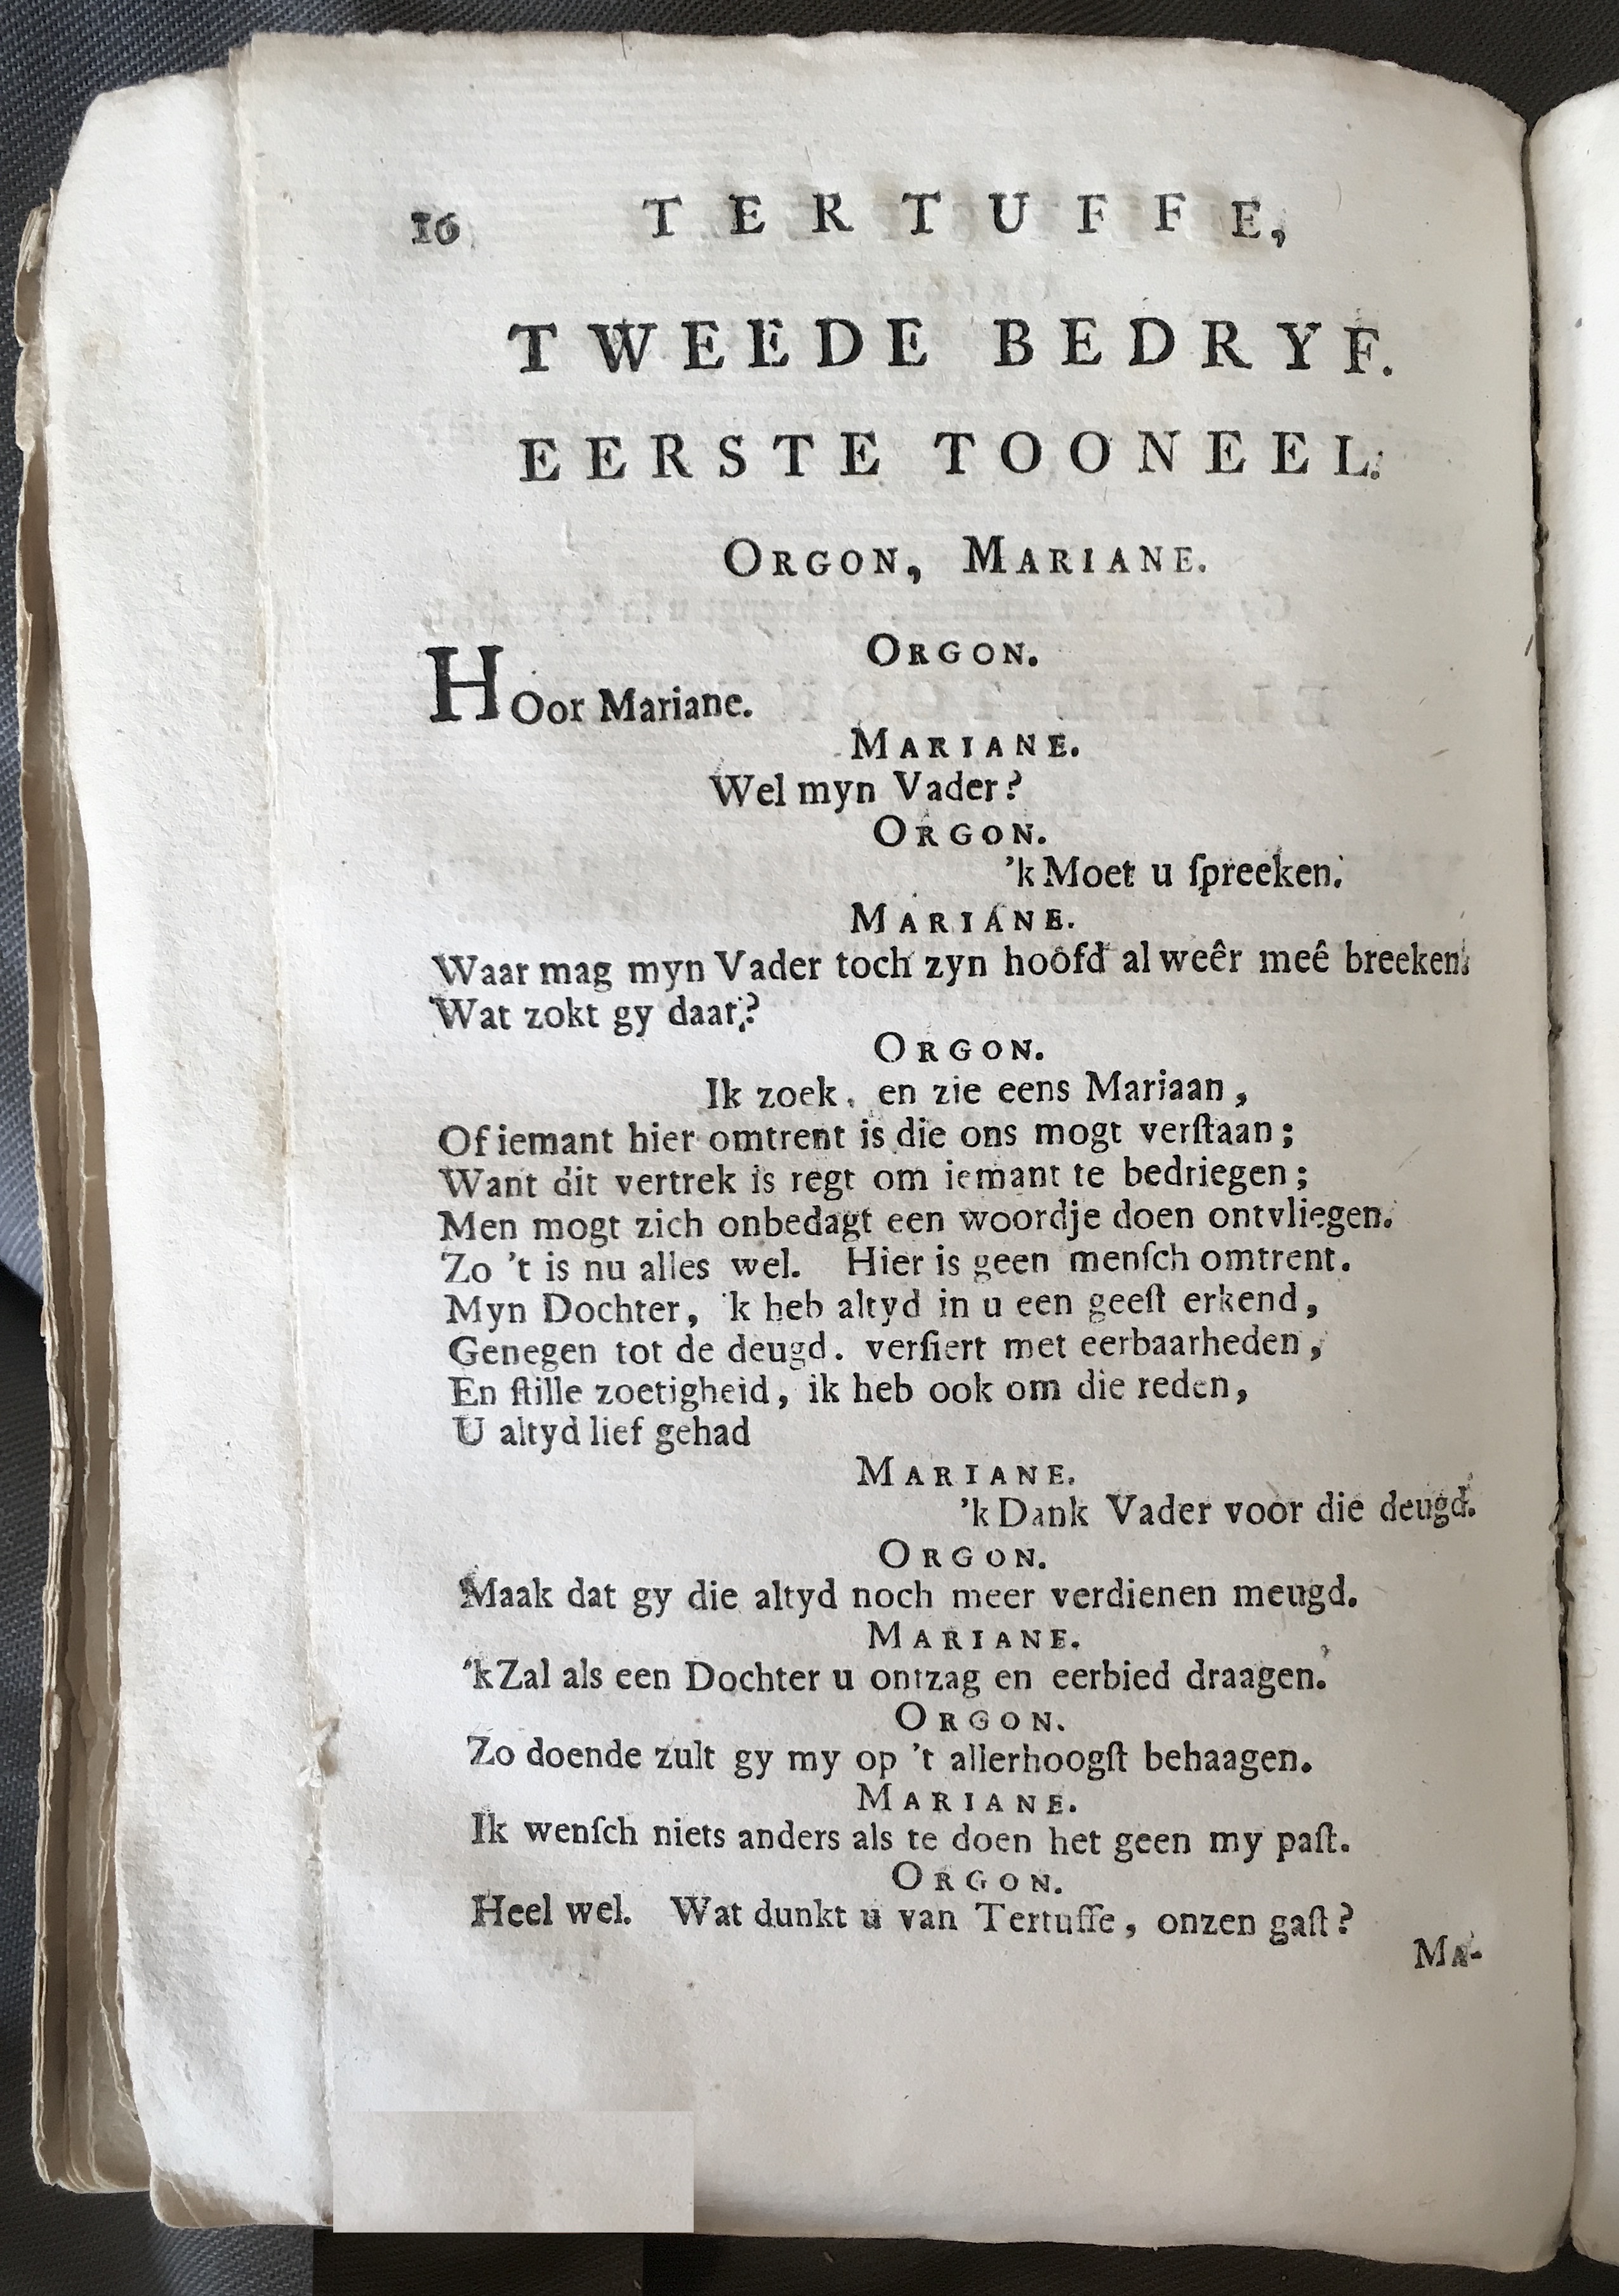 16 TERTUFFE,
TWEEDE BEDRYF.
EERSTE TOONEEL.
ORGON, MARIANE.
ORGON.
HOor Mariane.
MARIANE.
Wel myn Vader?
ORGON.
'k Moet u ſpreeken.
MARIANE.
Waar mag myn Vader toch zyn hoofd al weêr meê breeken.
Wat zokt gy daar?
ORGON.
Ik zoek, en zie eens Mariaan,
Of iemant hier omtrent is die ons mogt verſtaan;
Want dit vertrek is regt om iemant te bedriegen;
Men mogt zich onbedagt een woordje doen ontvliegen.
Zo 't is nu alles wel. Hier is geen menſch omtrent.
Myn Dochter, 'k heb altyd in u een geeſt erkend,
Genegen tot de deugd. verſiert met eerbaarheden,
En ſtille zoetigheid, ik heb ook om die reden,
U altyd lief gehad
MARIANE.
'k Dank Vader voor die deugd.
ORGON.
Maak dat gy die altyd noch meer verdienen meugd.
MARIANE.
'k Zal als een Dochter u ontzag en eerbied draagen.
ORGON.
Zo doende zult gy my op 't allerhoogſt behaagen.
MARIANE.
Ik wenſch niets anders als te doen het geen my paſt.
ORGON.
Heel wel. Wat dunkt u van Tertuffe, onzen gaſt?
MA-